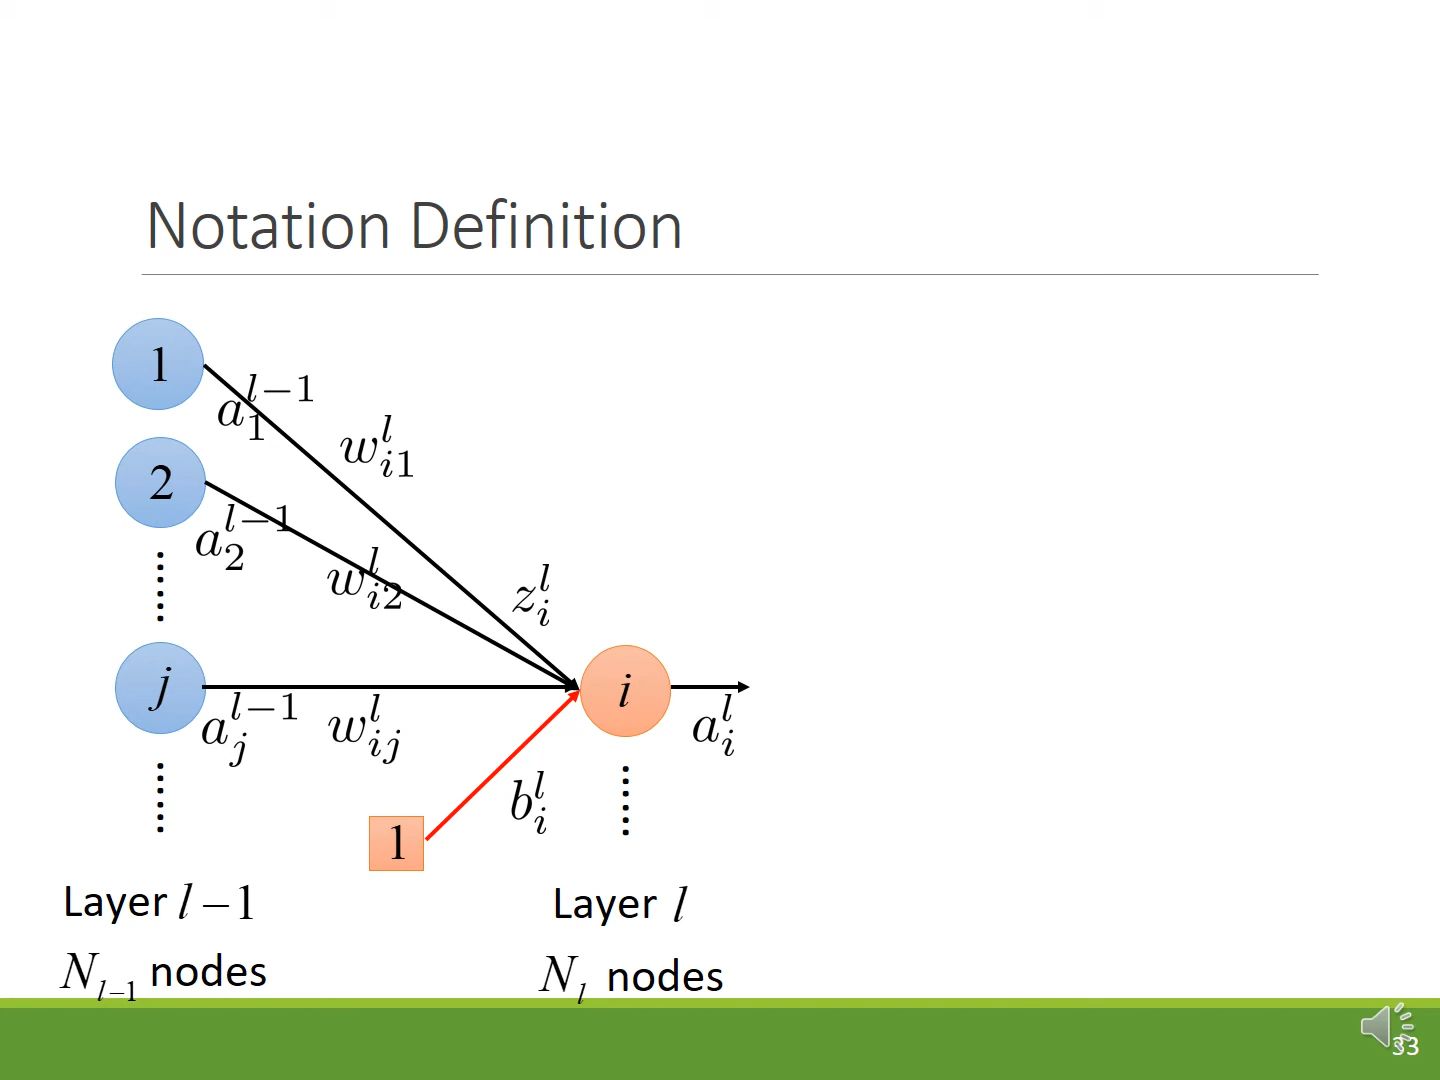 Notation Definition
1
a_1^{l-1}
w_{i1}^l
2
a_2^{l-1}
w_{i2}^l
z_i^l
j
a_j^{l-1}
w_{ij}^l
i
a_i^l
b_i^l
1
Layer l-1
Layer l
N_{l-1} nodes
N_l nodes
33